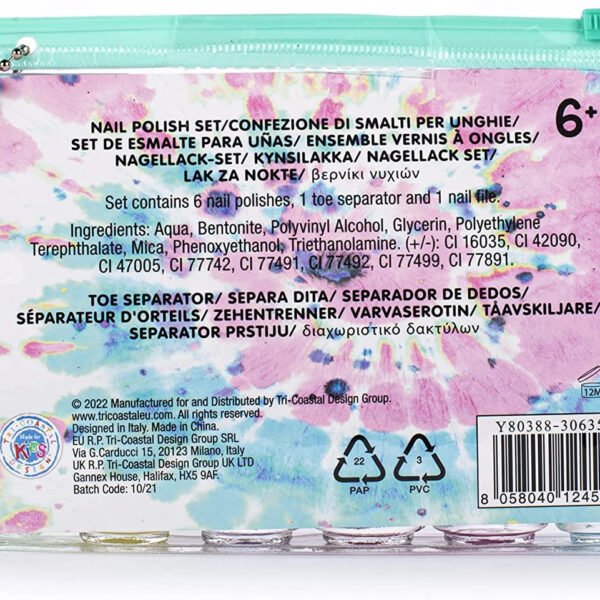 6+
NAIL POLISH SET/CONFEZIONE DI SMALTI PER UNGHIE/
SET DE ESMALTE PARA UÑAS/ ENSEMBLE VERNIS À ONGLES/
NAGELLACK-SET/ KYNSILAKKA/ NAGELLACK SET/
LAK ZA NOKTE/ βερνίκι νυχιών
Set contains 6 nail polishes, 1 toe separator and 1 nail file.
Ingredients: Aqua, Bentonite, Polyvinyl Alcohol, Glycerin, Polyethylene
Terephthalate, Mica, Phenoxyethanol, Triethanolamine. (+/-): CI 16035, CI 42090,
CI 47005, CI 77742, CI 77491, CI 77492, CI 77499, CI 77891.
TOE SEPARATOR/ SEPARA DITA/ SEPARADOR DE DEDOS/
SÉPARATEUR D'ORTEILS/ ZEHENTRENNER/ VARVASEROTIN/ TÅAVSKILJARE/
SEPARATOR PRSTIJU/ διαχωριστικό δακτύλων
© 2022 Manufactured for and Distributed by Tri-Coastal Design Group.
www.tricoastaleu.com. All rights reserved.
Designed in Italy. Made in China.
EU R.P. Tri-Coastal Design Group SRL
Via G.Carducci 15, 20123 Milano, Italy
UK R.P. Tri-Coastal Design Group UK LTD
Gannex House, Halifax, HX5 9AF.
Batch Code: 10/21
TRI-COASTAL DESIGN
Made for
KIDS
22
PAP
3
PVC
12M
Y80388-30635
8 058040 1245